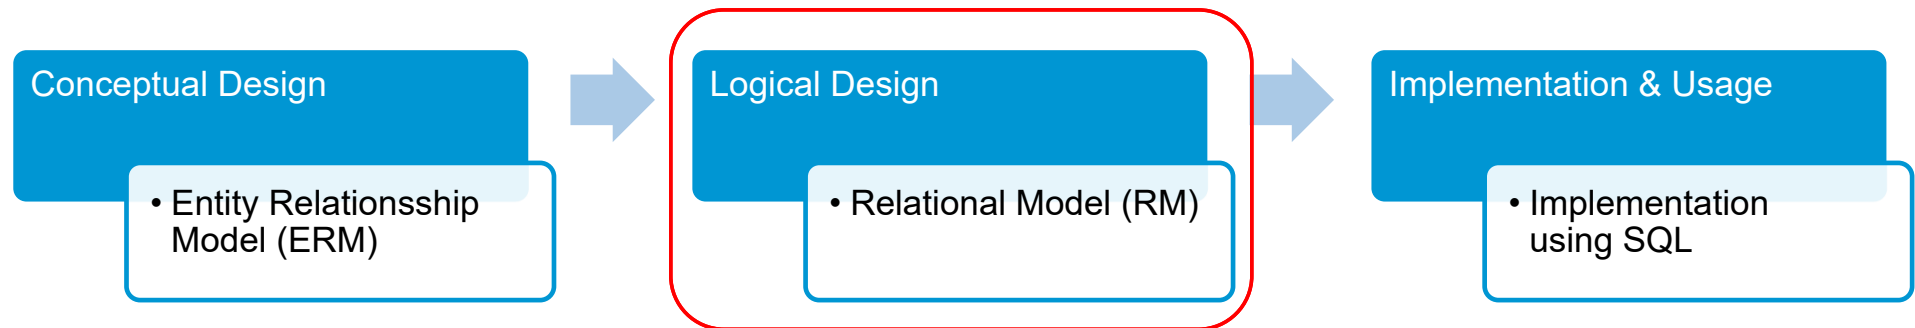 Conceptual Design
• Entity Relationsship
Model (ERM)
Logical Design
• Relational Model (RM)
Implementation & Usage
• Implementation
using SQL